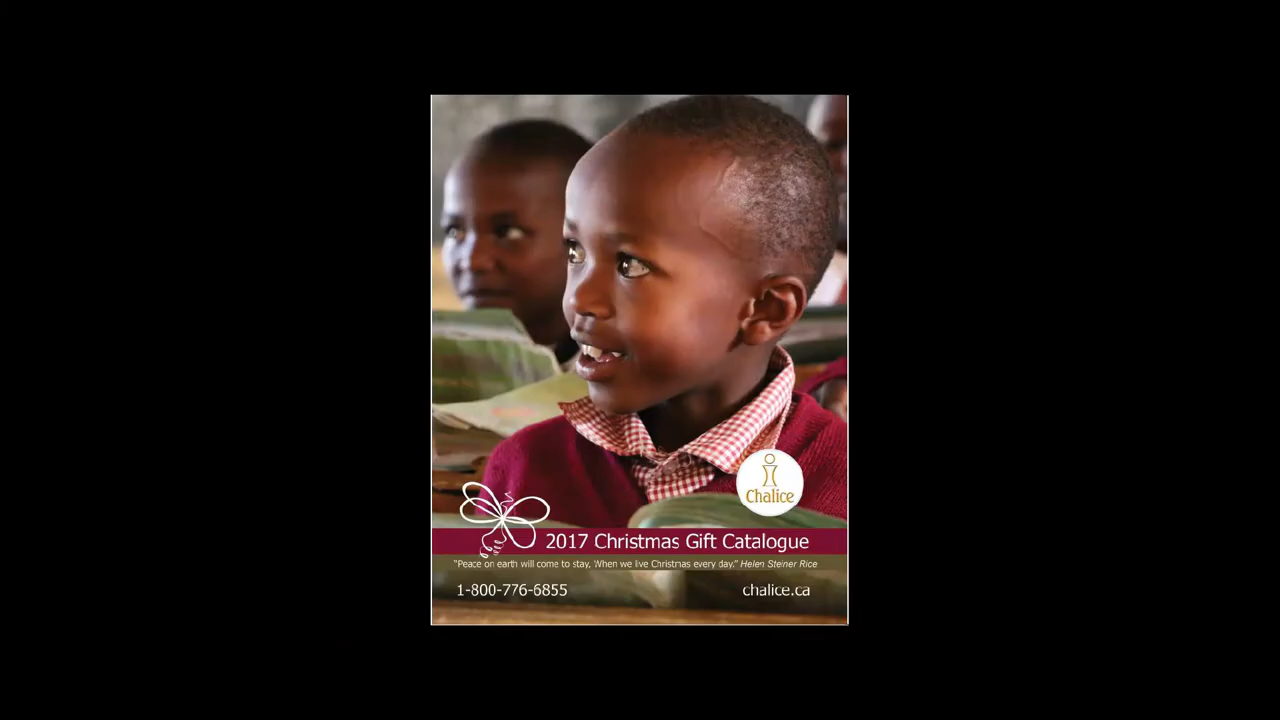 Chalice
2017 Christmas Gift Catalogue
“Peace on earth will come to stay, When we live Christmas every day.” Helen Steiner Rice
1-800-776-6855
chalice.ca